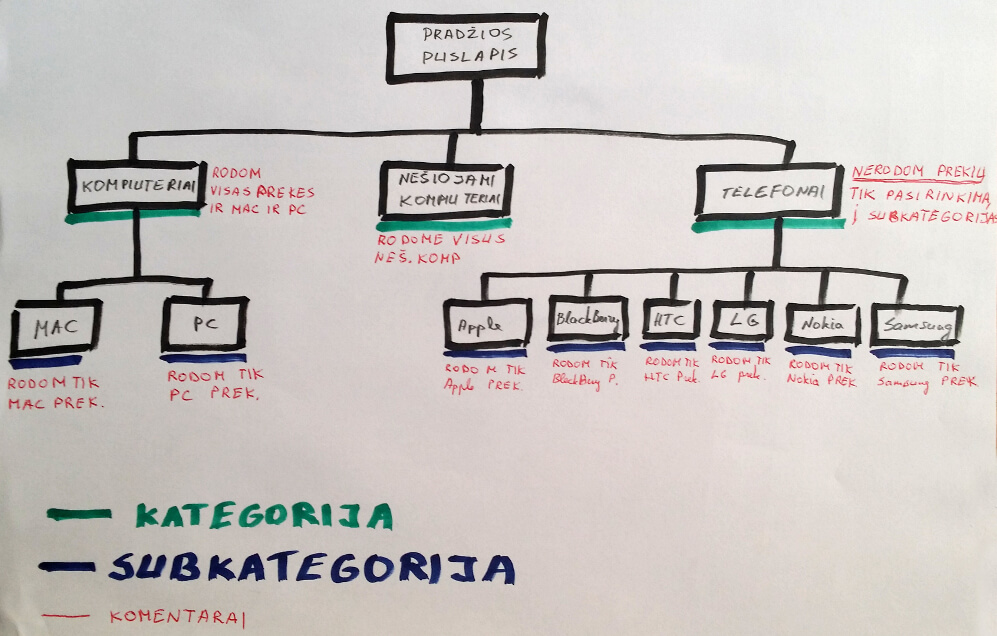 PRADŽIOS
PUSLAPIS
KOMPIUTERIAI
RODOM
VISAS PREKES
IR MAC IR PC
NEŠIOJAMI
KOMPIUTERIAI
RODOME VISUS
NEŠ. KOMP
TELEFONAI
NERODOM PREKIŲ
TIK PASIRINKIMĄ
Į SUBKATEGORIJAS
MAC
RODOM TIK
MAC PREK.
PC
RODOM TIK
PC PREK.
Apple
RODOM TIK
Apple PREK.
BlackBerry
RODOM TIK
BlackBerry P.
HTC
RODOM TIK
HTC Prek.
LG
RODOM TIK
LG prek.
Nokia
RODOM TIK
Nokia PREK.
Samsung
RODOM TIK
Samsung PREK
KATEGORIJA
SUBKATEGORIJA
KOMENTARAI